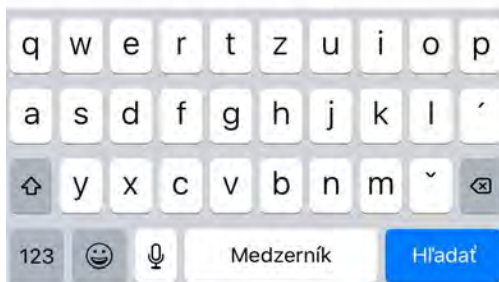 q w e r t z u i o p
a s d f g h j k l ´
y x c v b n m ˇ
123 Medzerník Hľadať